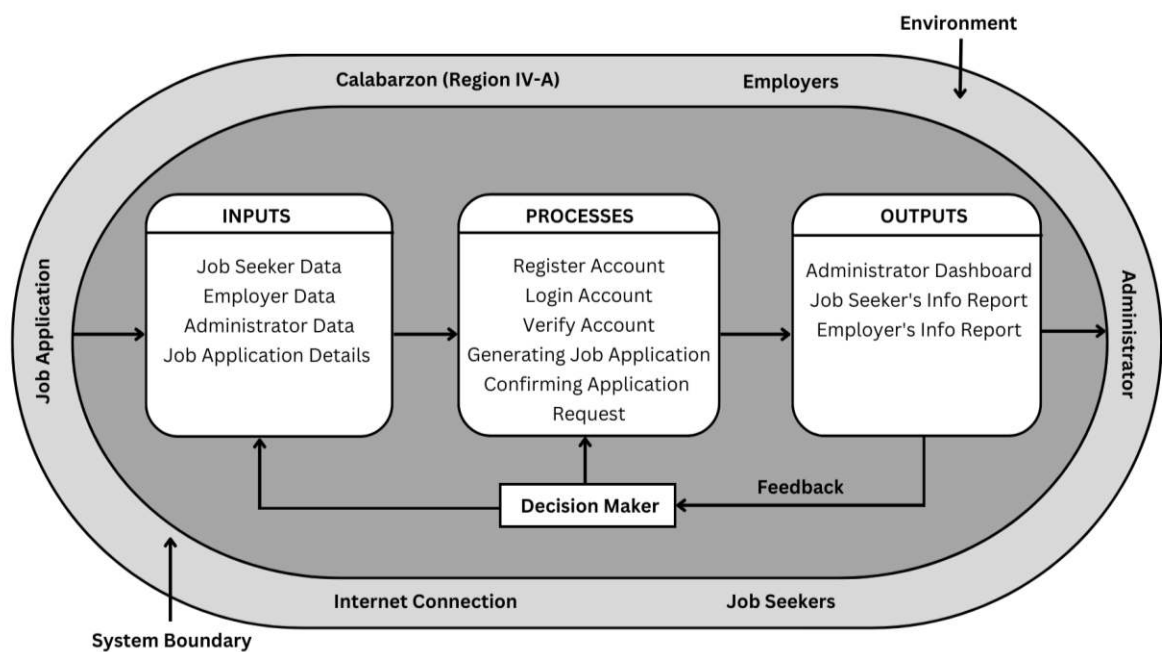 Environment
Calabarzon (Region IV-A)
Employers
Job Application
INPUTS
Job Seeker Data
Employer Data
Administrator Data
Job Application Details
PROCESSES
Register Account
Login Account
Verify Account
Generating Job Application
Confirming Application
Request
OUTPUTS
Administrator Dashboard
Job Seeker's Info Report
Employer's Info Report
Administrator
Decision Maker
Feedback
Internet Connection
Job Seekers
System Boundary